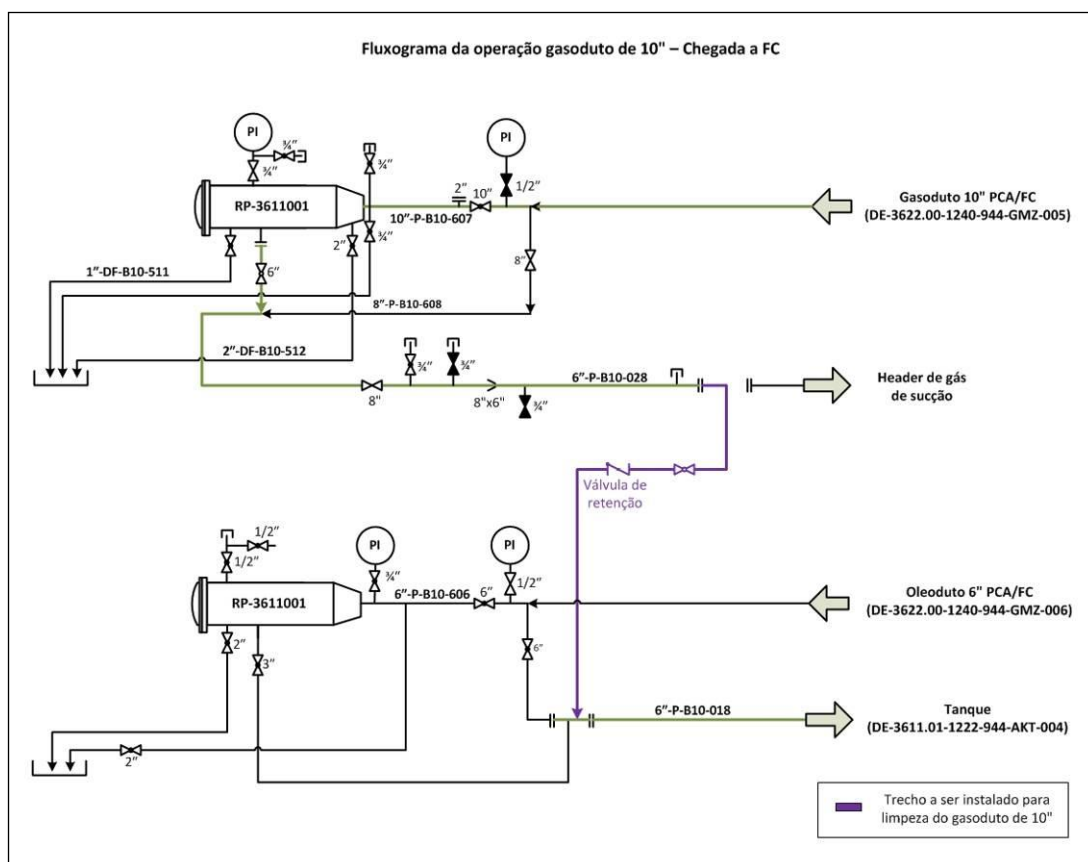 Fluxograma da operação gasoduto de 10" – Chegada a FC
PI
¾"
¾"
¾"
PI
RP-3611001
2"
10"
1/2"
10"-P-B10-607
Gasoduto 10" PCA/FC
(DE-3622.00-1240-944-GMZ-005)
2"
¾"
1"-DF-B10-511
6"
8"
8"-P-B10-608
2"-DF-B10-512
¾"
¾"
6"-P-B10-028
8"
8"x6"
¾"
Header de gás
de sucção
Válvula de
retenção
1/2"
1/2"
PI
¾"
PI
1/2"
RP-3611001
6"-P-B10-606
6"
Oleoduto 6" PCA/FC
(DE-3622.00-1240-944-GMZ-006)
2"
3"
6"
6"-P-B10-018
Tanque
(DE-3611.01-1222-944-AKT-004)
2"
Trecho a ser instalado para
limpeza do gasoduto de 10"